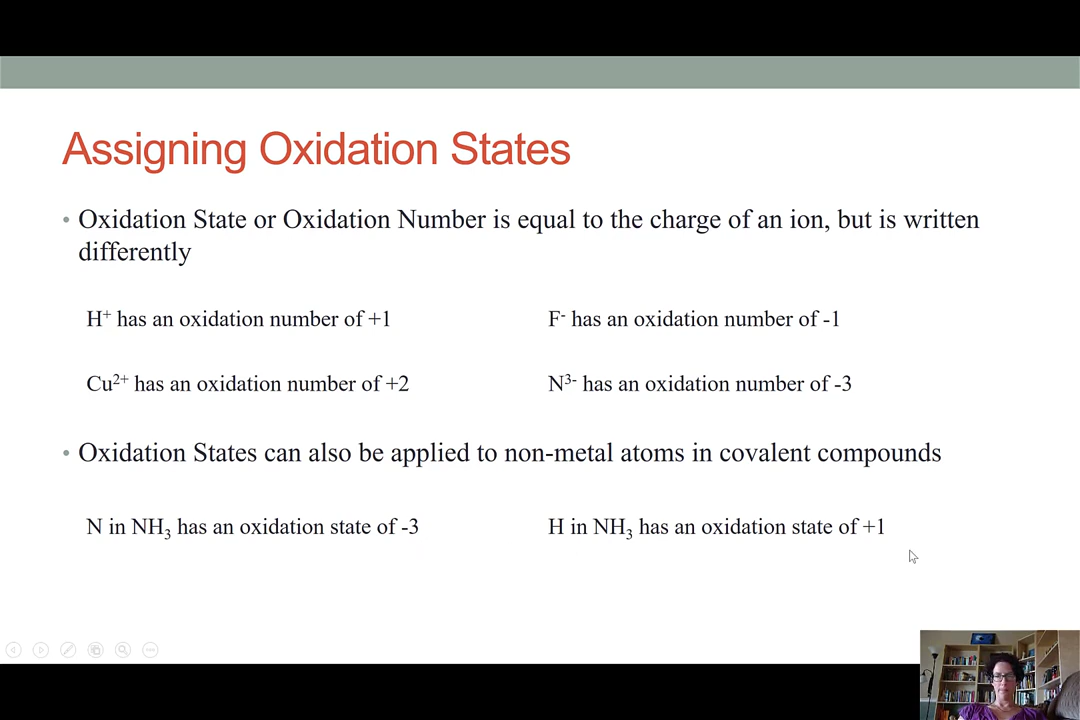 Assigning Oxidation States
• Oxidation State or Oxidation Number is equal to the charge of an ion, but is written
differently
H⁺ has an oxidation number of +1
F⁻ has an oxidation number of -1
Cu²⁺ has an oxidation number of +2
N³⁻ has an oxidation number of -3
• Oxidation States can also be applied to non-metal atoms in covalent compounds
N in NH₃ has an oxidation state of -3
H in NH₃ has an oxidation state of +1